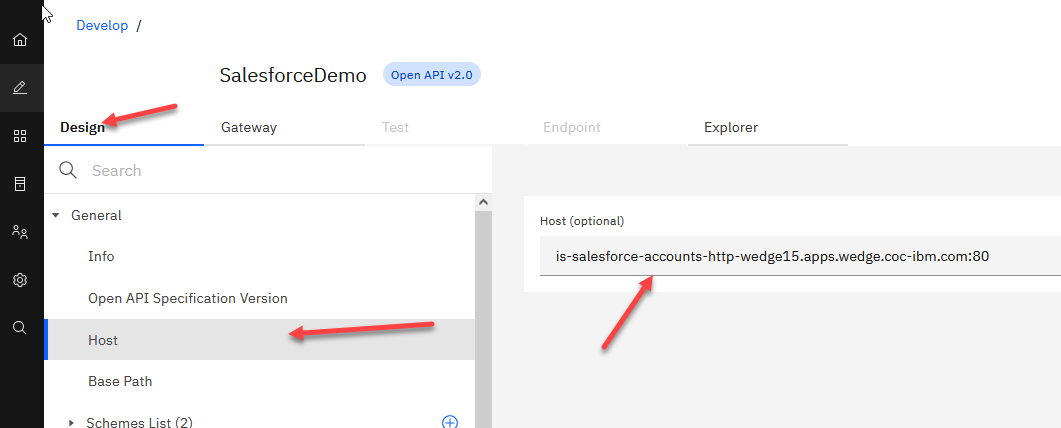 Develop /
SalesforceDemo Open API v2.0
Design Gateway Test Endpoint Explorer
Search
General
Info
Open API Specification Version
Host
Base Path
Schemes List (2)
Host (optional)
is-salesforce-accounts-http-wedge15.apps.wedge.coc-ibm.com:80